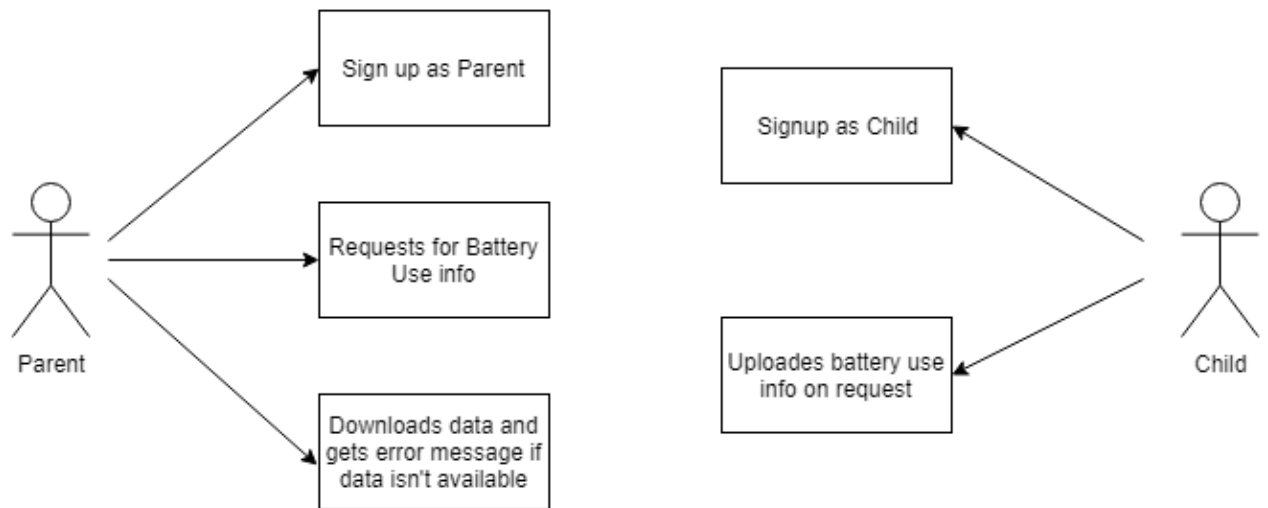 Sign up as Parent
Requests for Battery
Use info
Parent
Downloads data and
gets error message if
data isn't available
Signup as Child
Uploades battery use
info on request
Child